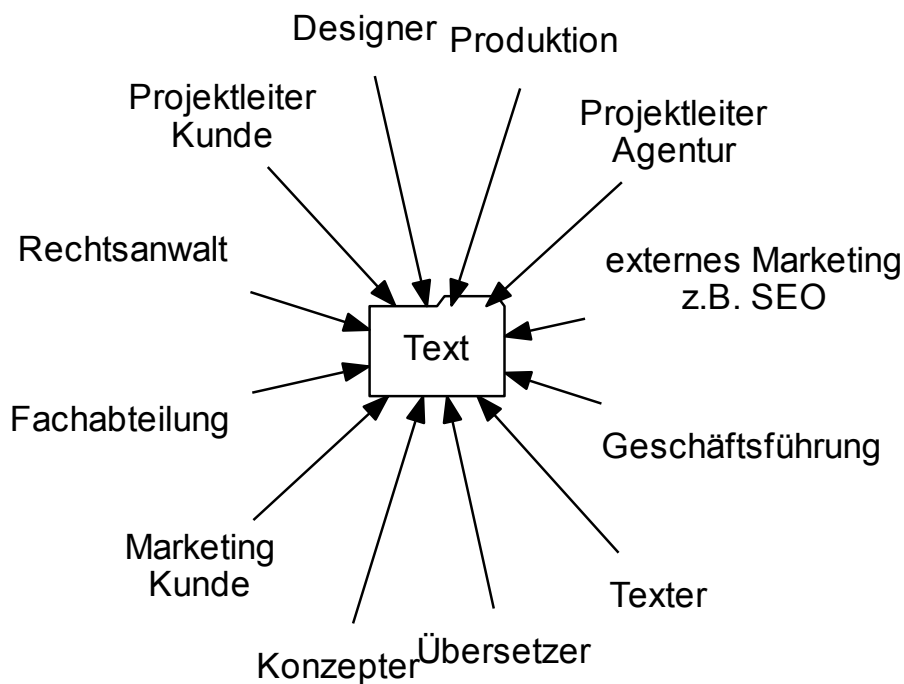 Designer
Produktion
Projektleiter
Kunde
Projektleiter
Agentur
Rechtsanwalt
externes Marketing
z.B. SEO
Text
Fachabteilung
Geschäftsführung
Marketing
Kunde
Texter
Konzepter
Übersetzer